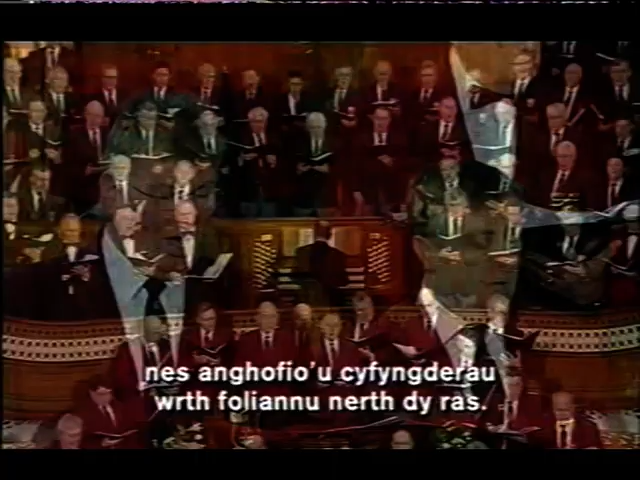 nes anghofio'u cyfyngderau
wrth foliannu nerth dy ras.